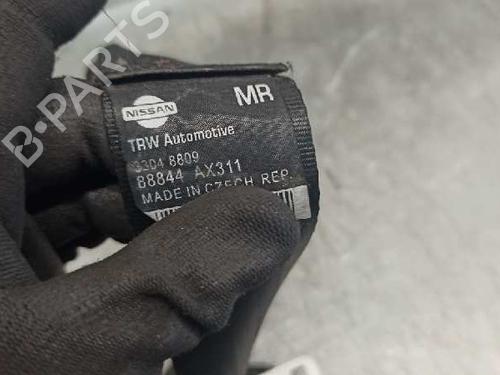 MR
NISSAN
TRW Automotive
3304 8809
88844 AX311
MADE IN CZECH REP.
B-PARTS